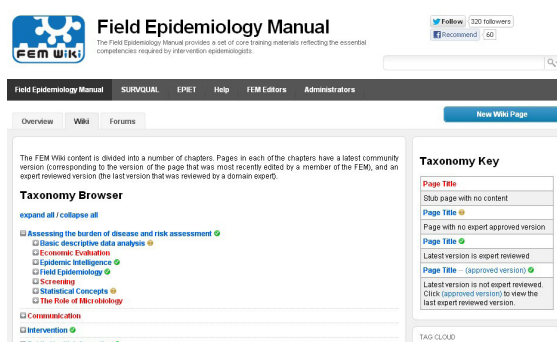 FEM Wiki
Field Epidemiology Manual
The Field Epidemiology Manual provides a set of core training materials reflecting the essential
competencies required by intervention epidemiologists.
Follow 320 followers
Recommend 60
Field Epidemiology Manual SURVQUAL EPIET Help FEM Editors Administrators
Overview Wiki Forums
New Wiki Page
The FEM Wiki content is divided into a number of chapters. Pages in each of the chapters have a latest community
version (corresponding to the version of the page that was most recently edited by a member of the FEM), and an
expert reviewed version (the last version that was reviewed by a domain expert).
Taxonomy Browser
expand all / collapse all
Assessing the burden of disease and risk assessment
Basic descriptive data analysis
Economic Evaluation
Epidemic Intelligence
Field Epidemiology
Screening
Statistical Concepts
The Role of Microbiology
Communication
Intervention
Taxonomy Key
Page Title
Stub page with no content
Page Title
Page with no expert approved version
Page Title
Latest version is expert reviewed
Page Title -- (approved version)
Latest version is not expert reviewed.
Click (approved version) to view the
last expert reviewed version.
TAG CLOUD